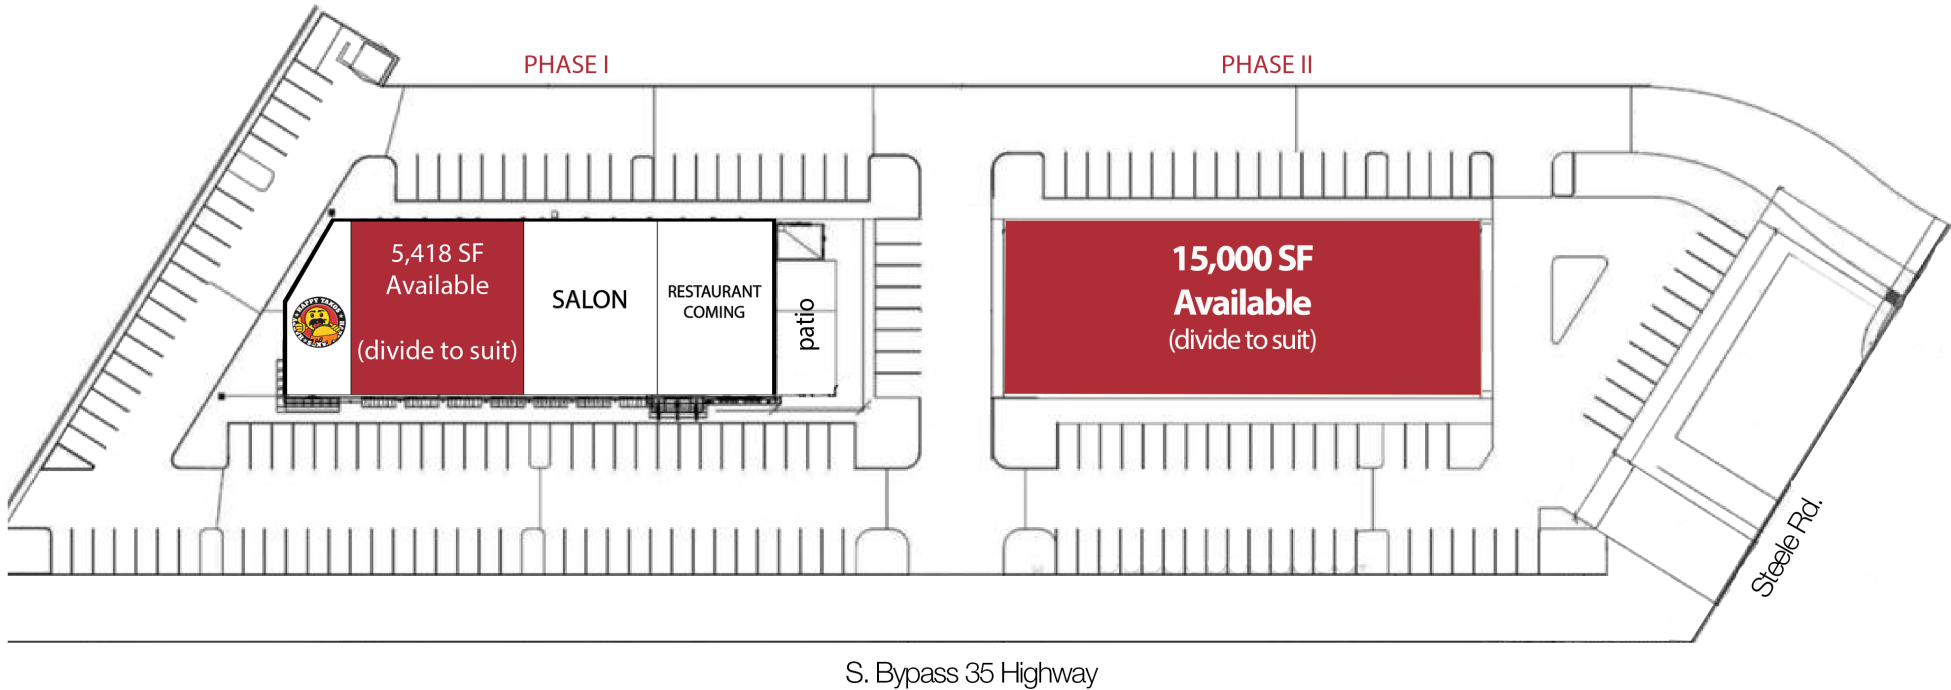 PHASE I
PHASE II
5,418 SF
Available
(divide to suit)
SALON
RESTAURANT
COMING
patio
15,000 SF
Available
(divide to suit)
Steele Rd.
S. Bypass 35 Highway